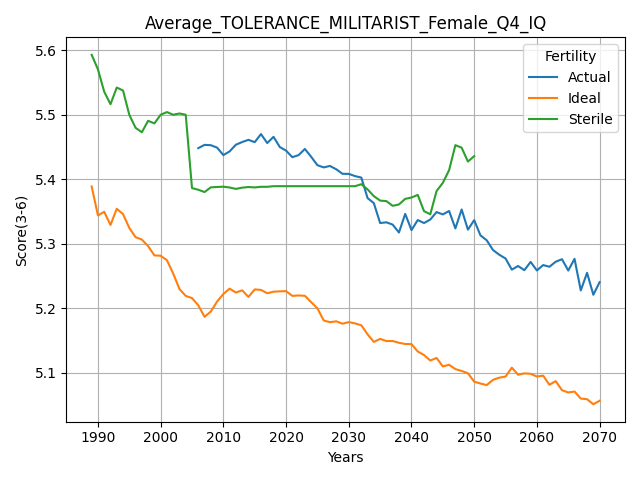 Average_TOLERANCE_MILITARIST_Female_Q4_IQ
Fertility
Actual
Ideal
Sterile
Score(3-6)
5.6
5.5
5.4
5.3
5.2
5.1
1990 2000 2010 2020 2030 2040 2050 2060 2070
Years